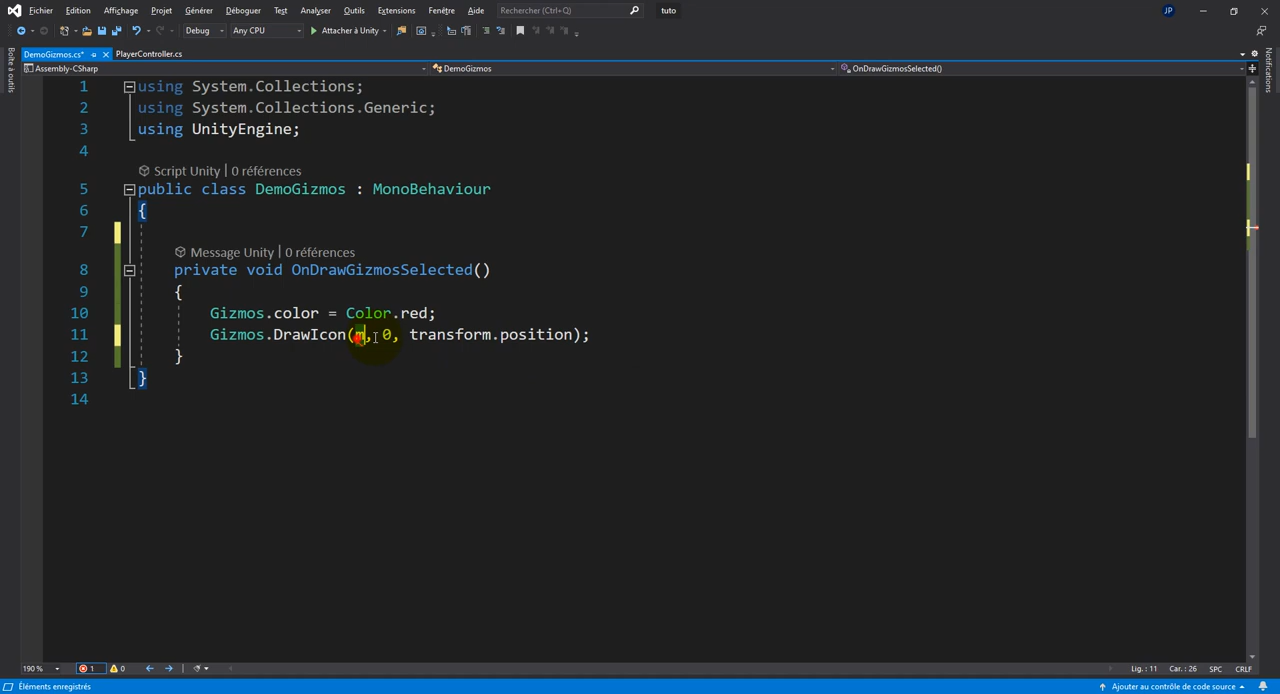 Fichier Edition Affichage Projet Générer Déboguer Test Analyser Outils Extensions Fenêtre Aide Rechercher (Ctrl+Q) tuto JP
Debug Any CPU Attacher à Unity
Boîte à outils
DemoGizmos.cs* PlayerController.cs
Notifications
Assembly-CSharp DemoGizmos OnDrawGizmosSelected()
1 using System.Collections;
2 using System.Collections.Generic;
3 using UnityEngine;
4
Script Unity | 0 références
5 public class DemoGizmos : MonoBehaviour
6 {
7
Message Unity | 0 références
8 private void OnDrawGizmosSelected()
9 {
10 Gizmos.color = Color.red;
11 Gizmos.DrawIcon(m, 0, transform.position);
12 }
13 }
14
190 % 1 0 Lig. : 11 Car. : 26 SPC CRLF
Éléments enregistrés Ajouter au contrôle de code source